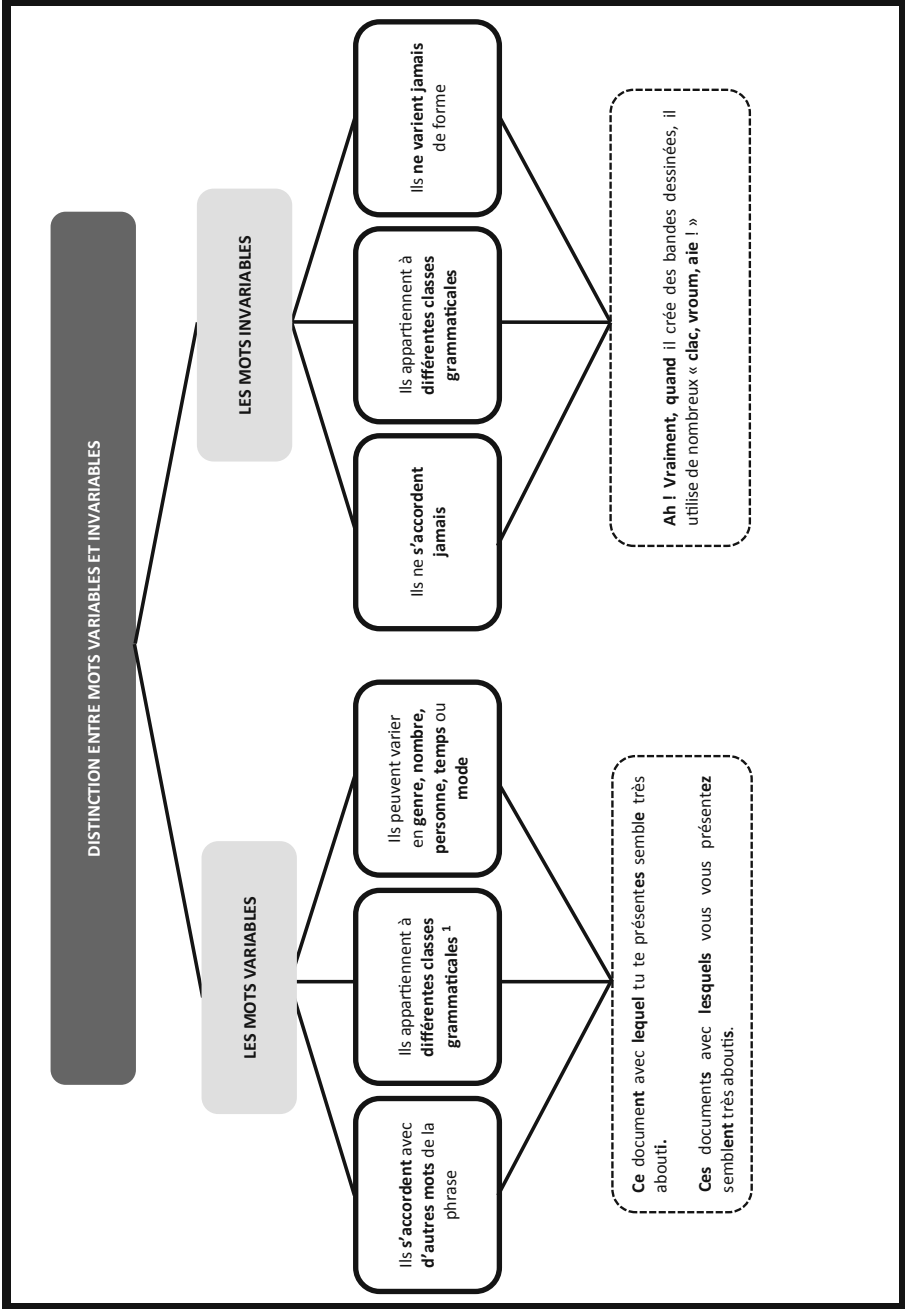 DISTINCTION ENTRE MOTS VARIABLES ET INVARIABLES
LES MOTS VARIABLES
Ils s’accordent avec
d’autres mots de la
phrase
Ils appartiennent à
différentes classes
grammaticales ¹
Ils peuvent varier
en genre, nombre,
personne, temps ou
mode
Ce document avec lequel tu te présentes semble très
abouti.
Ces documents avec lesquels vous vous présentez
semblent très aboutis.
LES MOTS INVARIABLES
Ils ne s’accordent
jamais
Ils appartiennent à
différentes classes
grammaticales
Ils ne varient jamais
de forme
Ah ! Vraiment, quand il crée des bandes dessinées, il
utilise de nombreux « clac, vroum, aie ! »